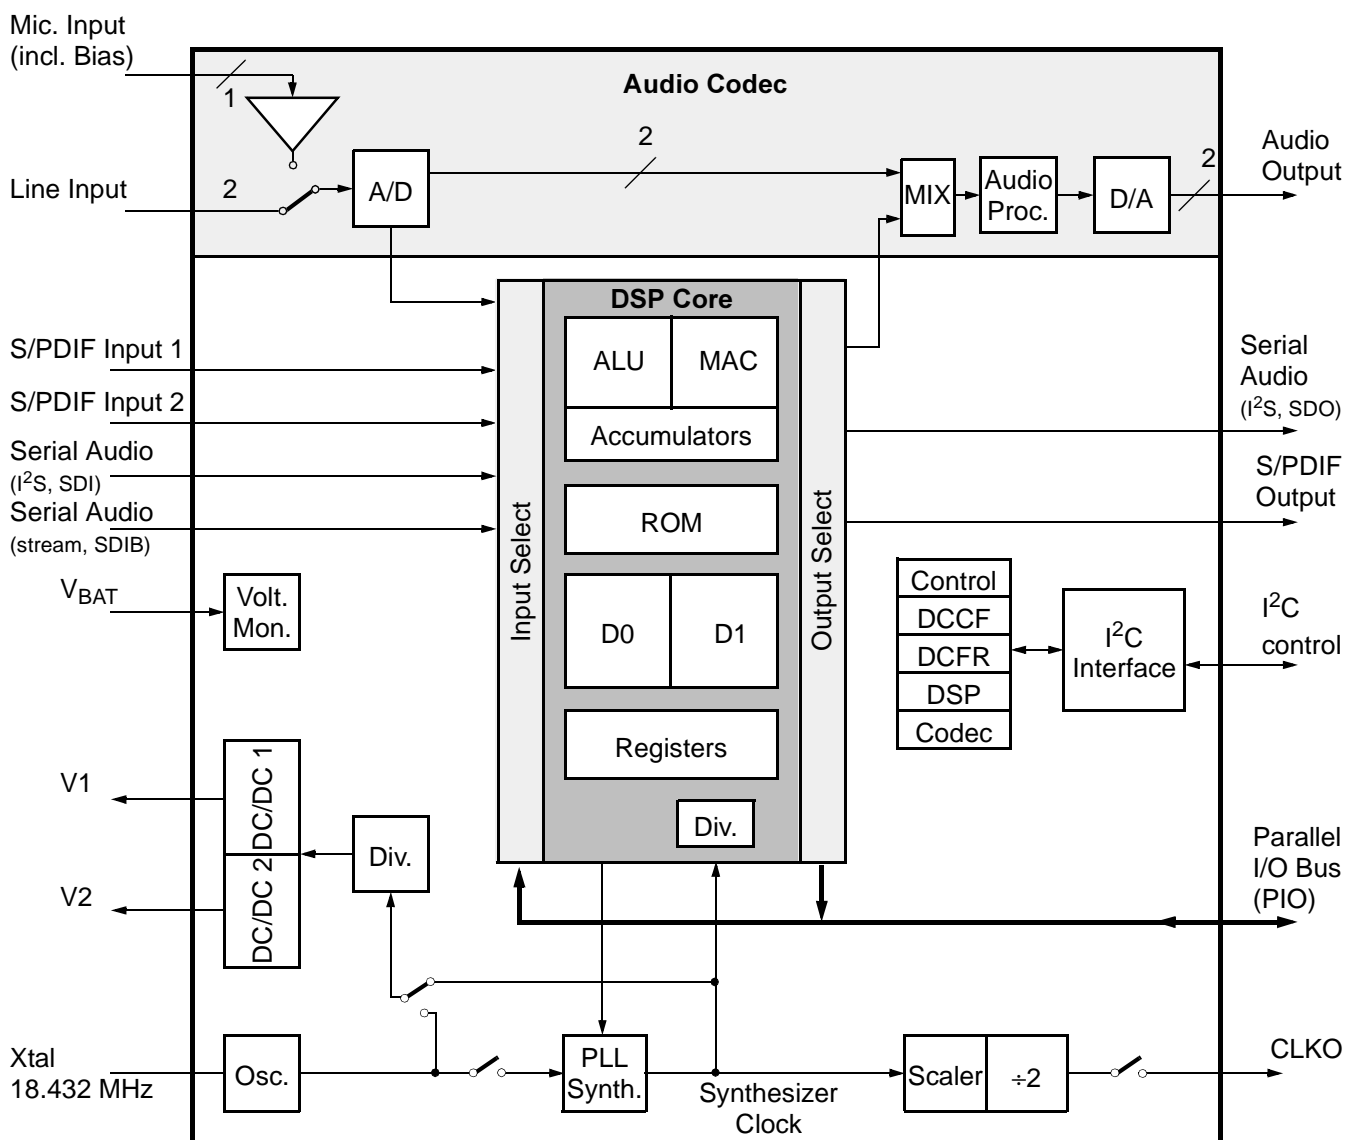 Mic. Input
(incl. Bias)
1
Audio Codec
2
2
Audio
Output
Line Input
2
A/D
MIX
Audio
Proc.
D/A
DSP Core
S/PDIF Input 1
ALU
MAC
Serial
Audio
(I²S, SDO)
S/PDIF Input 2
Accumulators
Serial Audio
(I²S, SDI)
S/PDIF
Output
Serial Audio
(stream, SDIB)
ROM
Input Select
Output Select
V_BAT
Volt.
Mon.
D0
D1
Control
DCCF
DCFR
DSP
Codec
I²C
Interface
I²C
control
Registers
V1
DC/DC 1
Div.
Div.
Parallel
I/O Bus
(PIO)
V2
DC/DC 2
Xtal
18.432 MHz
Osc.
PLL
Synth.
Synthesizer
Clock
Scaler
÷2
CLKO